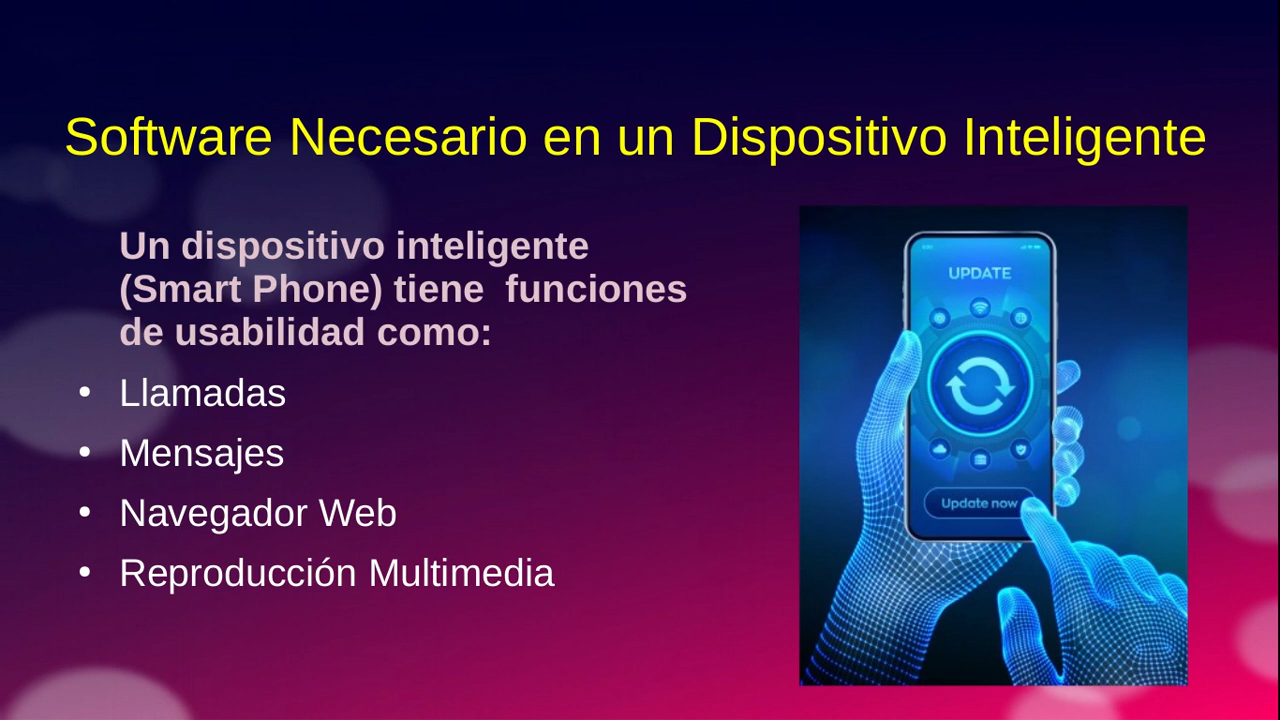 Software Necesario en un Dispositivo Inteligente
Un dispositivo inteligente
(Smart Phone) tiene  funciones
de usabilidad como:
• Llamadas
• Mensajes
• Navegador Web
• Reproducción Multimedia
UPDATE
Update now